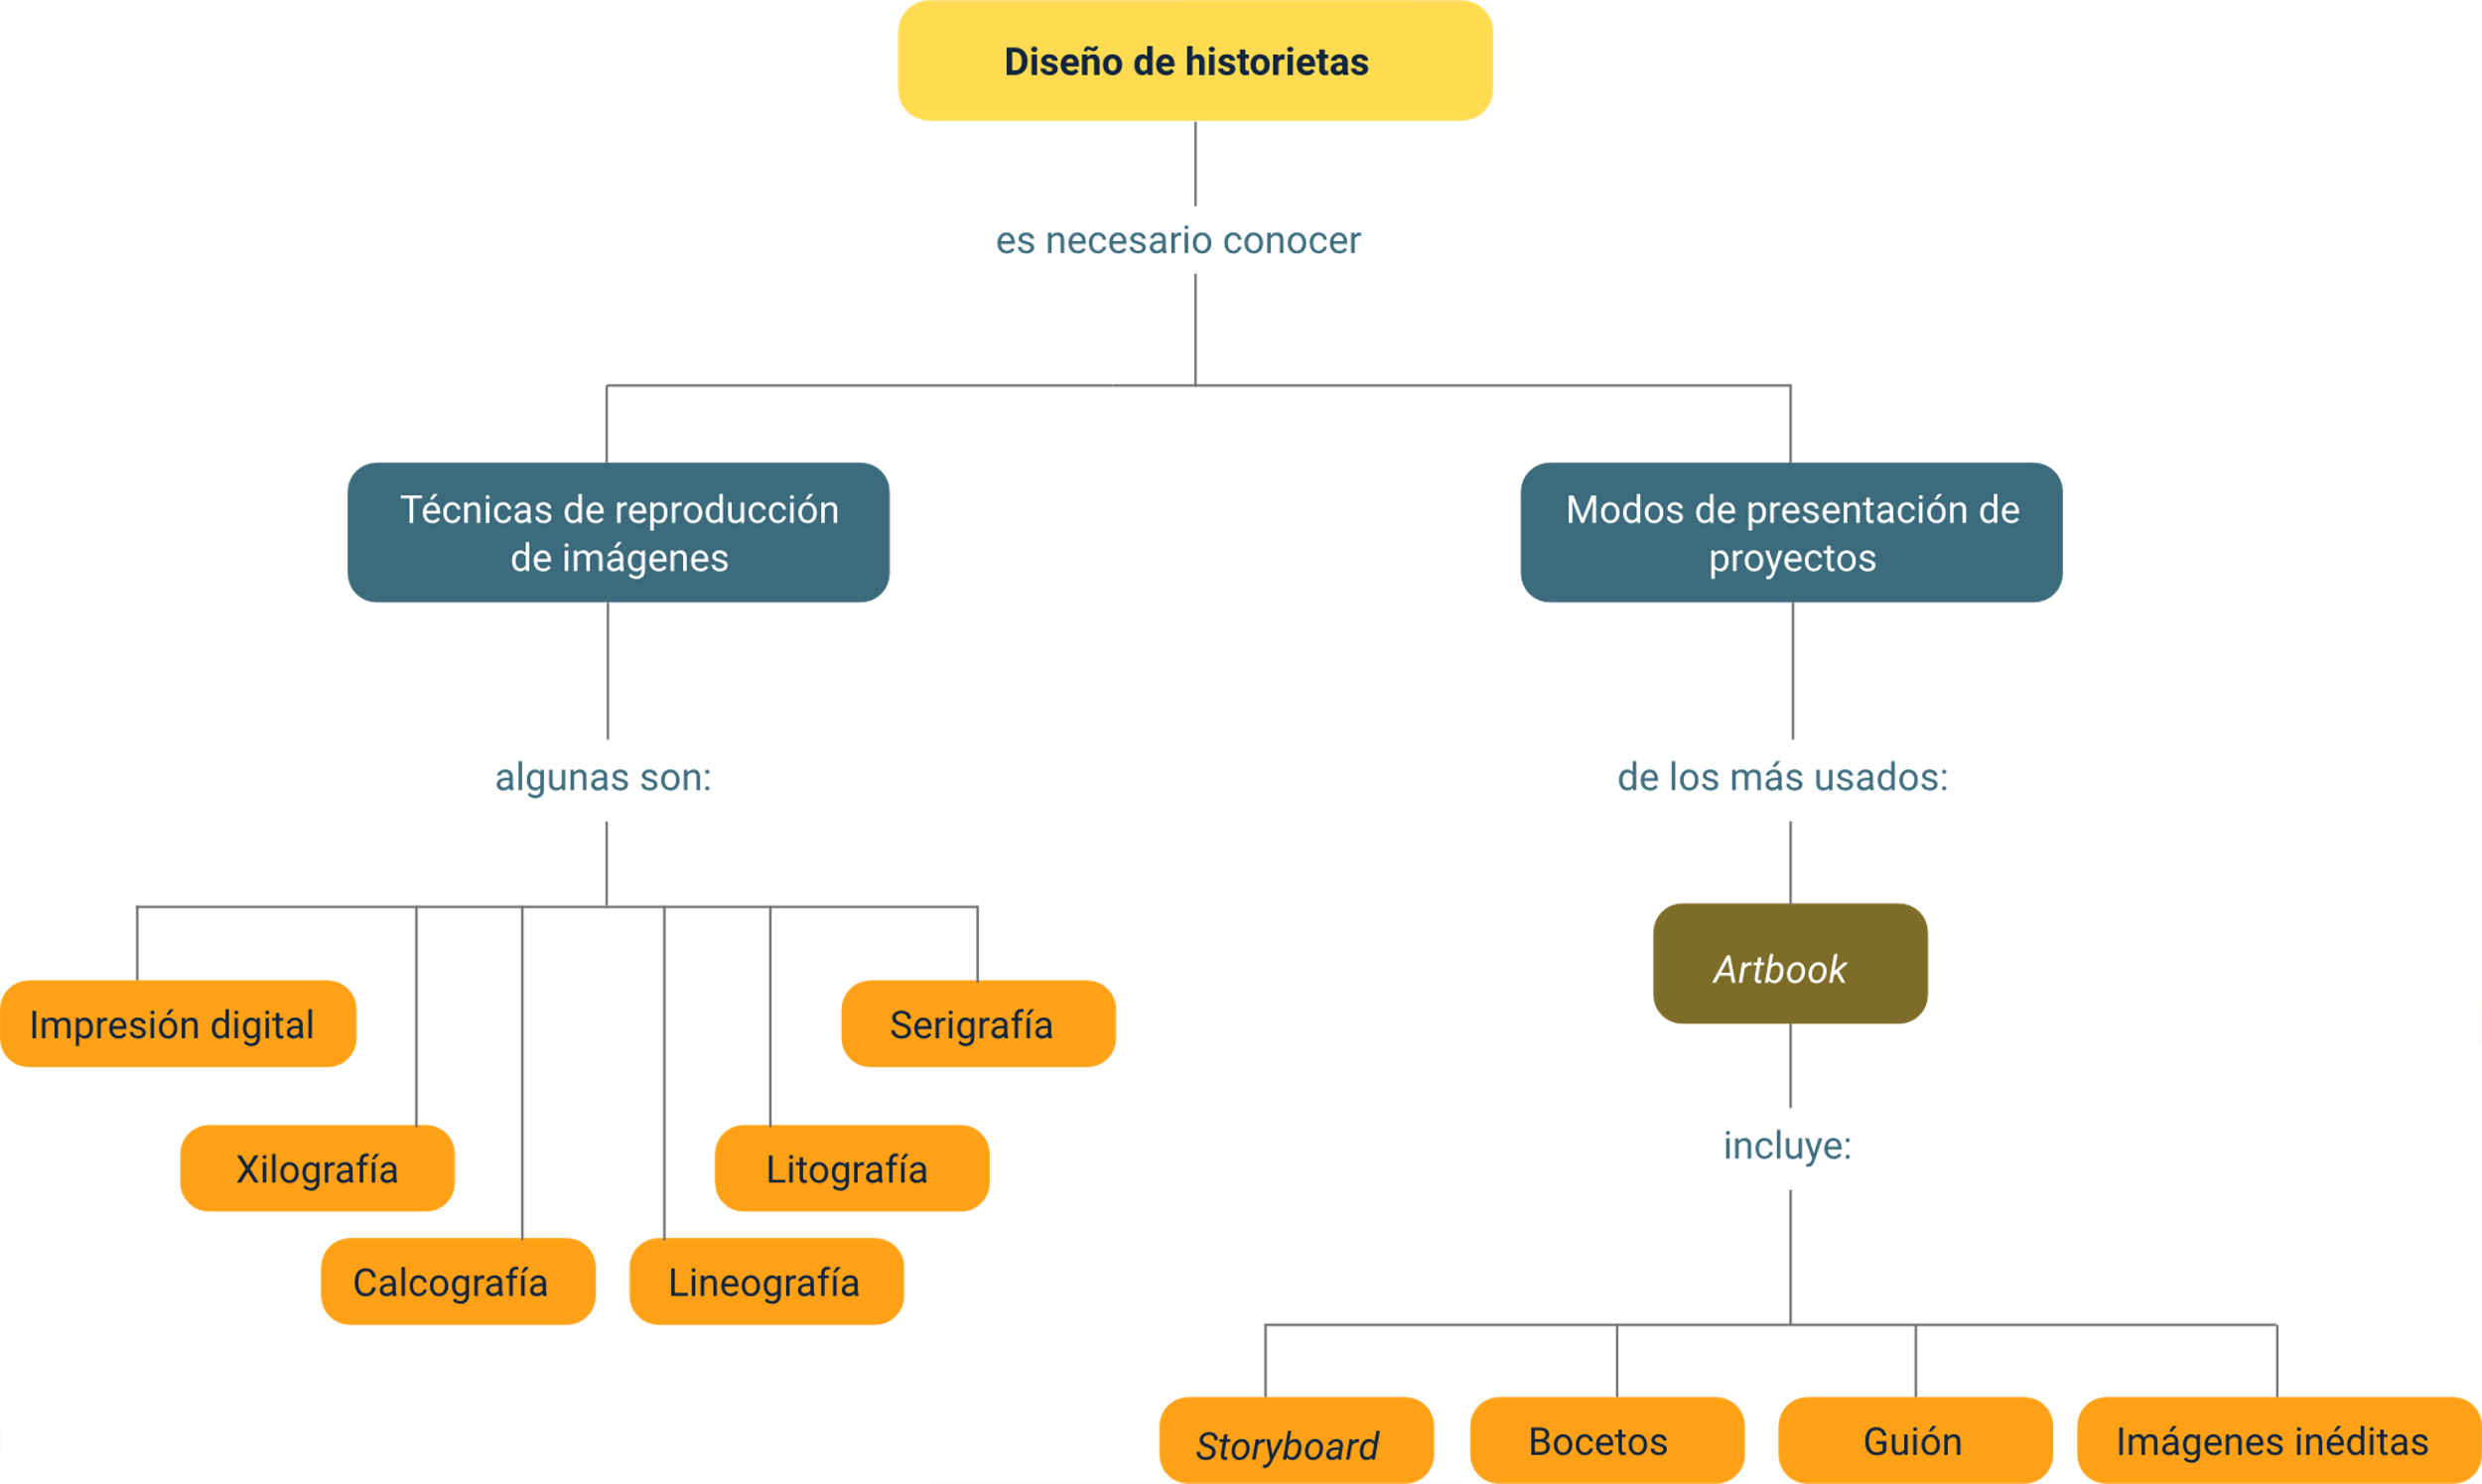 Diseño de historietas
es necesario conocer
Técnicas de reproducción
de imágenes
Modos de presentación de
proyectos
algunas son:
de los más usados:
Artbook
Impresión digital
Serigrafía
Xilografía
Litografía
Calcografía
Lineografía
incluye:
Storyboard
Bocetos
Guión
Imágenes inéditas